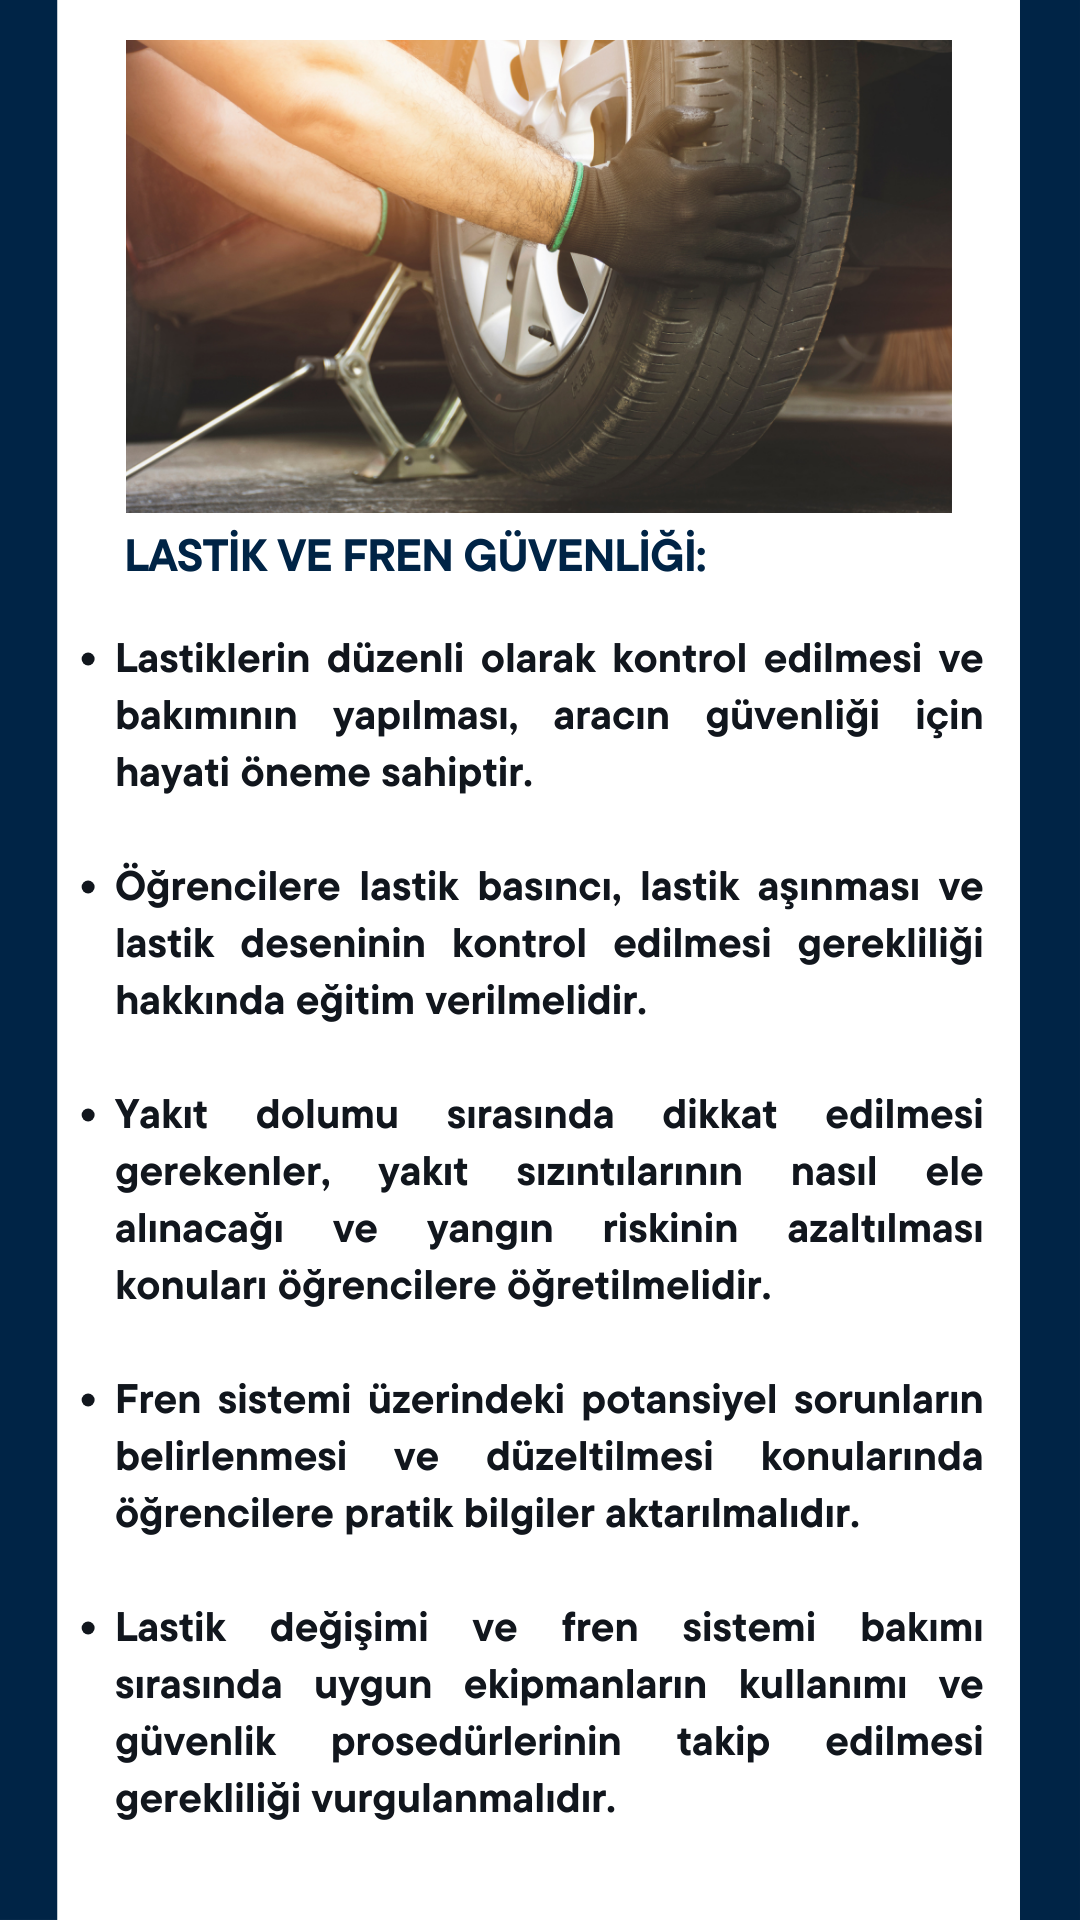 LASTİK VE FREN GÜVENLİĞİ:
• Lastiklerin düzenli olarak kontrol edilmesi ve
bakımının yapılması, aracın güvenliği için
hayati öneme sahiptir.
• Öğrencilere lastik basıncı, lastik aşınması ve
lastik deseninin kontrol edilmesi gerekliliği
hakkında eğitim verilmelidir.
• Yakıt dolumu sırasında dikkat edilmesi
gerekenler, yakıt sızıntılarının nasıl ele
alınacağı ve yangın riskinin azaltılması
konuları öğrencilere öğretilmelidir.
• Fren sistemi üzerindeki potansiyel sorunların
belirlenmesi ve düzeltilmesi konularında
öğrencilere pratik bilgiler aktarılmalıdır.
• Lastik değişimi ve fren sistemi bakımı
sırasında uygun ekipmanların kullanımı ve
güvenlik prosedürlerinin takip edilmesi
gerekliliği vurgulanmalıdır.